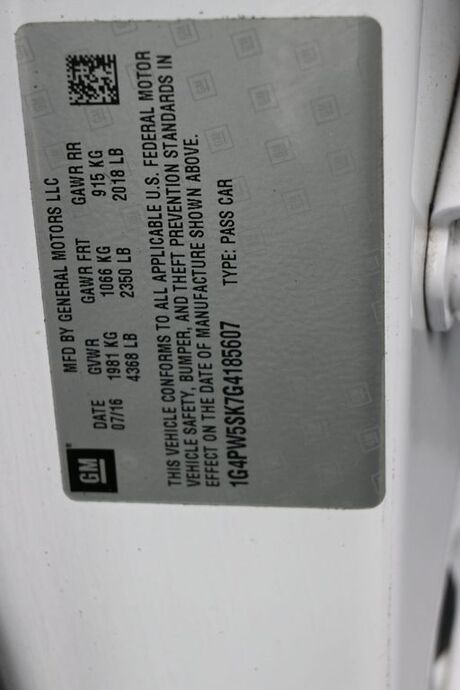 GM®
MFD BY GENERAL MOTORS LLC
DATE GVWR GAWR FRT GAWR RR
07/16 1981 KG 1066 KG 915 KG
4368 LB 2350 LB 2018 LB
THIS VEHICLE CONFORMS TO ALL APPLICABLE U.S. FEDERAL MOTOR
VEHICLE SAFETY, BUMPER, AND THEFT PREVENTION STANDARDS IN
EFFECT ON THE DATE OF MANUFACTURE SHOWN ABOVE.
1G4PW5SK7G4185607 TYPE: PASS CAR